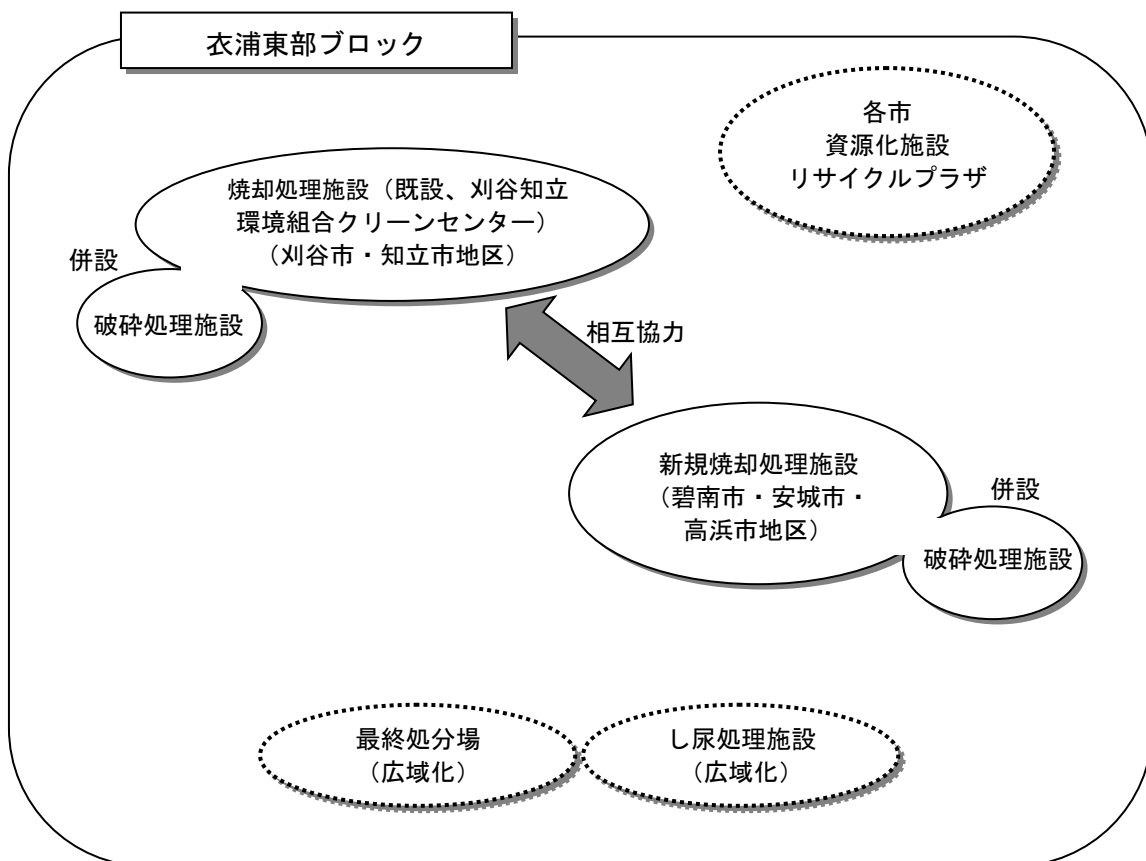 衣浦東部ブロック
各市
資源化施設
リサイクルプラザ
焼却処理施設（既設、刈谷知立
環境組合クリーンセンター）
（刈谷市・知立市地区）
併設
破砕処理施設
相互協力
新規焼却処理施設
（碧南市・安城市・
高浜市地区）
併設
破砕処理施設
最終処分場
（広域化）
し尿処理施設
（広域化）